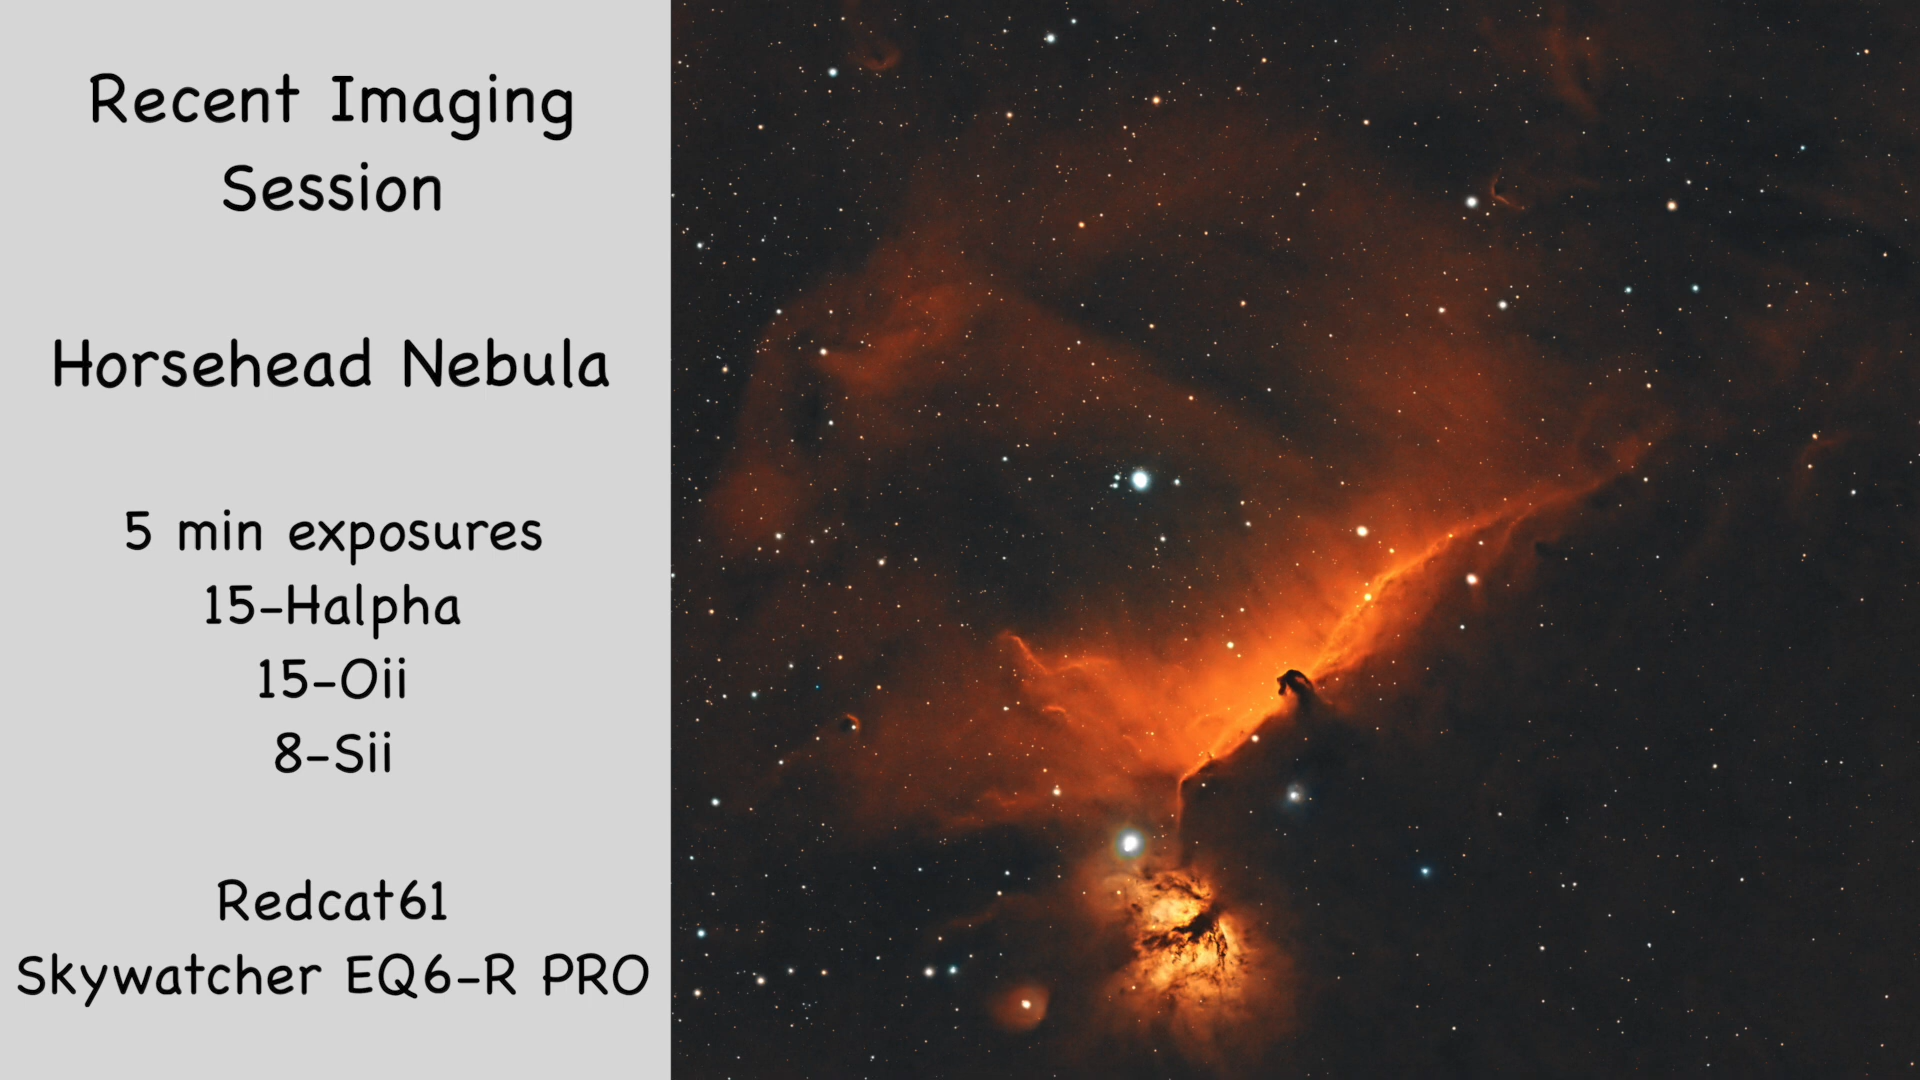 Recent Imaging
Session
Horsehead Nebula
5 min exposures
15-Halpha
15-Oii
8-Sii
Redcat61
Skywatcher EQ6-R PRO